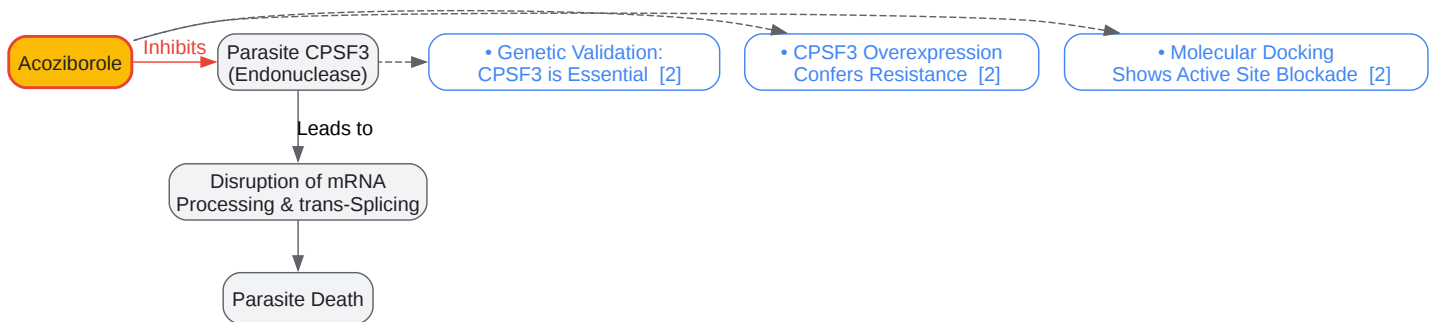 Acoziborole
Inhibits
Parasite CPSF3
(Endonuclease)
• Genetic Validation:
CPSF3 is Essential [2]
• CPSF3 Overexpression
Confers Resistance [2]
• Molecular Docking
Shows Active Site Blockade [2]
Leads to
Disruption of mRNA
Processing & trans-Splicing
Parasite Death